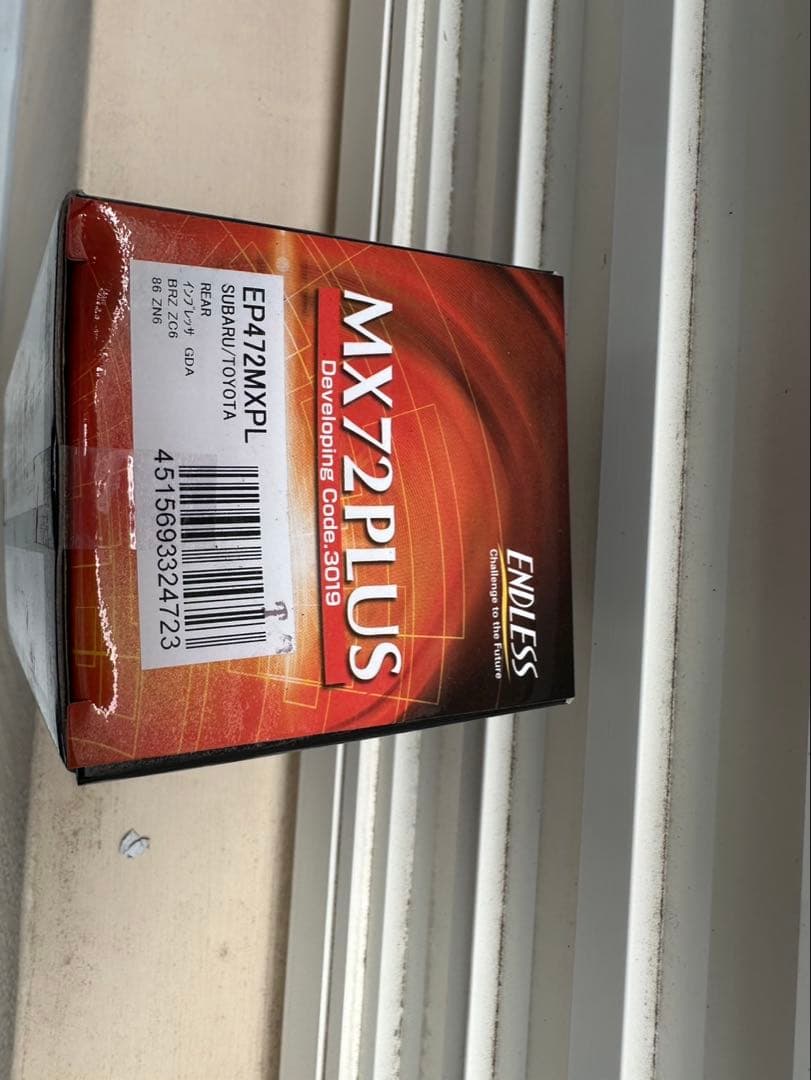 ENDLESS
Challenge to the Future
MX72PLUS
Developing Code.3019
EP472MXPL
SUBARU/TOYOTA
REAR
インプレッサ GDA
BRZ ZC6
86 ZN6
4515693324723